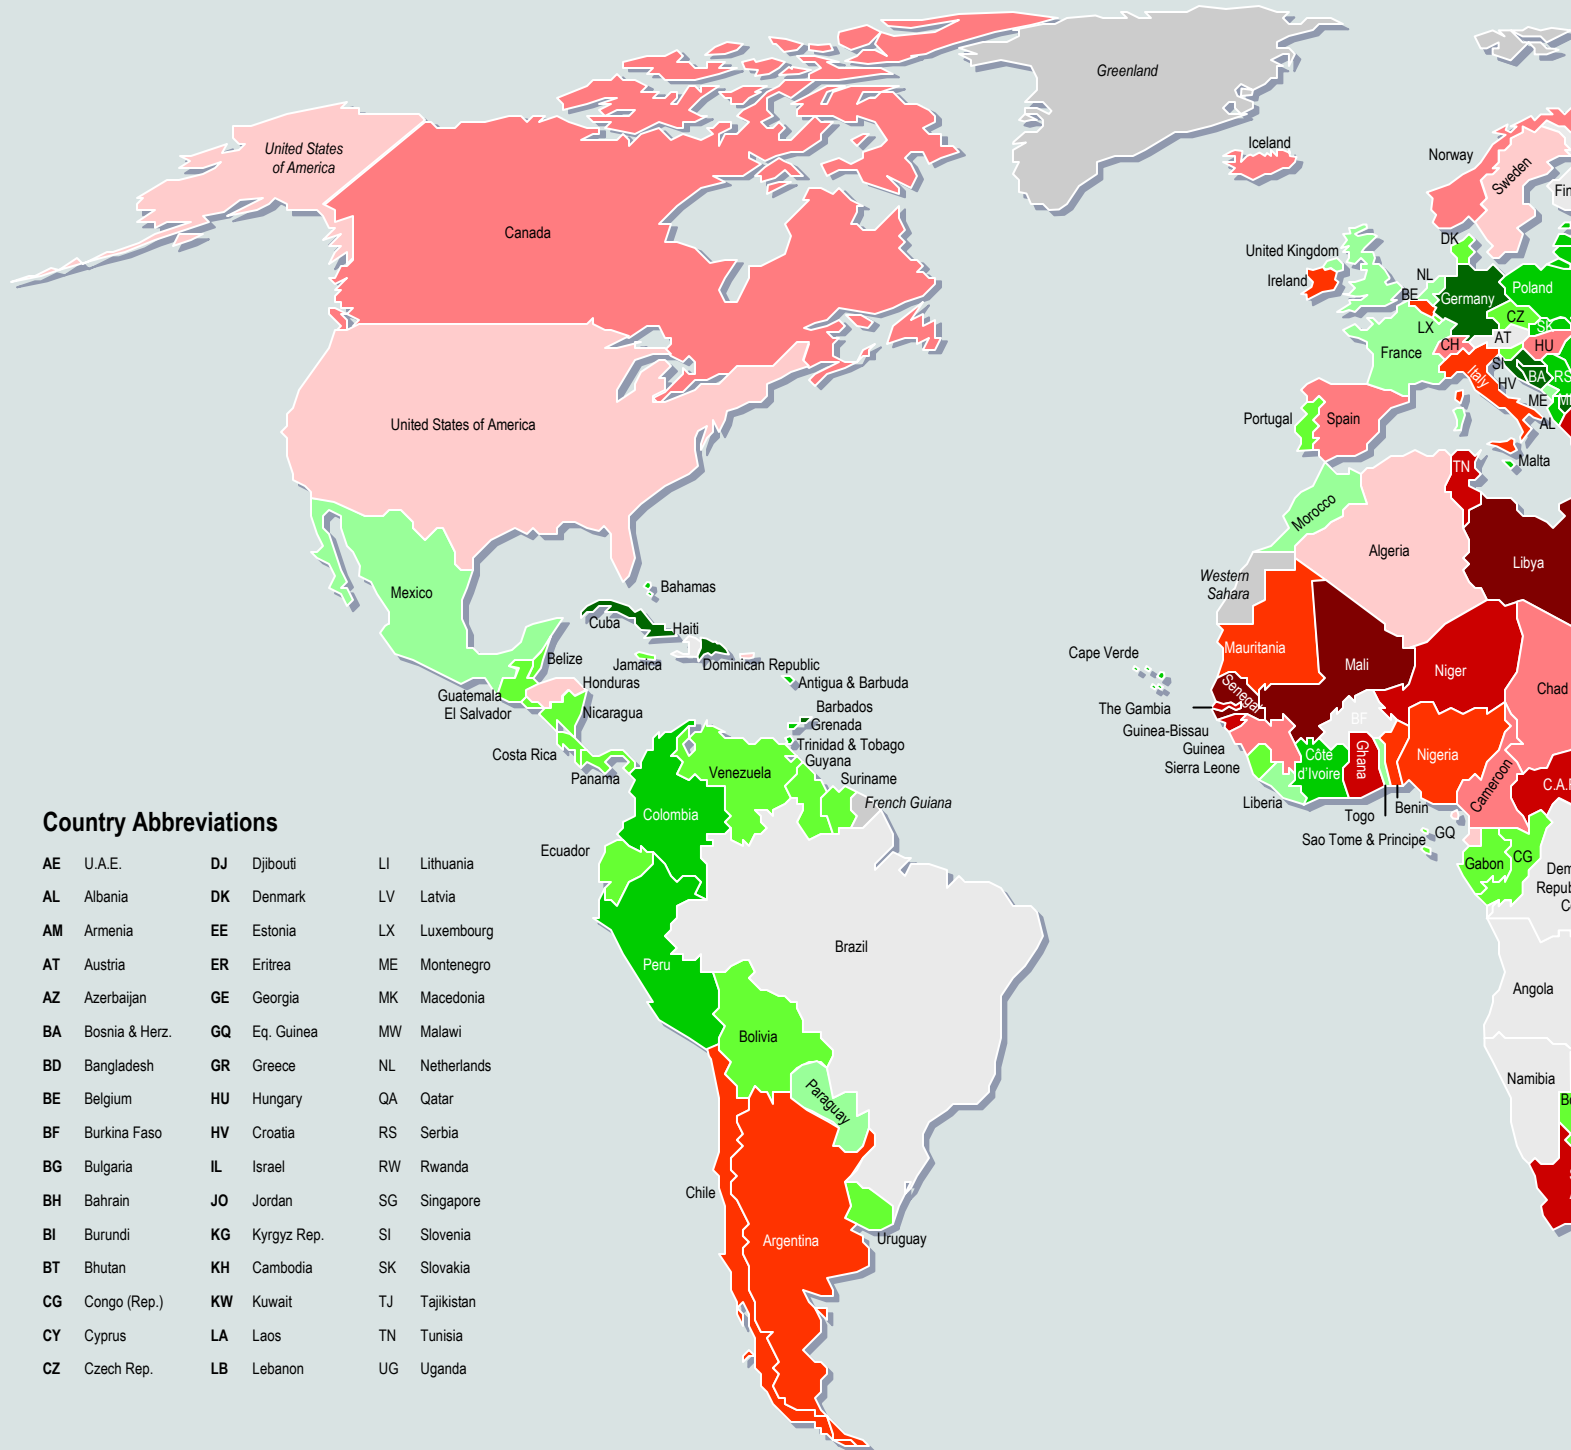 Greenland
Iceland
United States
of America
Norway
Sweden
Fin
Canada
DK
United Kingdom
NL
Ireland
BE
Germany
Poland
CZ
LX
SK
AT
CH
HU
France
SI
Italy
BA
RS
HV
ME
AL
Portugal
Spain
United States of America
Malta
TN
Morocco
Algeria
Libya
Western
Sahara
Mexico
Bahamas
Cuba
Haiti
Mauritania
Cape Verde
Mali
Niger
Belize
Jamaica
Dominican Republic
Honduras
Antigua & Barbuda
Guatemala
El Salvador
Nicaragua
Senegal
Chad
The Gambia
Barbados
Grenada
BF
Guinea-Bissau
Trinidad & Tobago
Guinea
Costa Rica
Guyana
Sierra Leone
Côte
d'Ivoire
Ghana
Nigeria
Panama
Venezuela
Suriname
French Guiana
Cameroon
C.A.R
Liberia
Benin
Togo
Colombia
Sao Tome & Principe
GQ
Ecuador
Gabon
CG
Dem
Repub
Co
Brazil
Peru
Angola
Bolivia
Namibia
Paraguay
Bo
Chile
Argentina
Uruguay
Country Abbreviations
AE U.A.E. DJ Djibouti LI Lithuania
AL Albania DK Denmark LV Latvia
AM Armenia EE Estonia LX Luxembourg
AT Austria ER Eritrea ME Montenegro
AZ Azerbaijan GE Georgia MK Macedonia
BA Bosnia & Herz. GQ Eq. Guinea MW Malawi
BD Bangladesh GR Greece NL Netherlands
BE Belgium HU Hungary QA Qatar
BF Burkina Faso HV Croatia RS Serbia
BG Bulgaria IL Israel RW Rwanda
BH Bahrain JO Jordan SG Singapore
BI Burundi KG Kyrgyz Rep. SI Slovenia
BT Bhutan KH Cambodia SK Slovakia
CG Congo (Rep.) KW Kuwait TJ Tajikistan
CY Cyprus LA Laos TN Tunisia
CZ Czech Rep. LB Lebanon UG Uganda